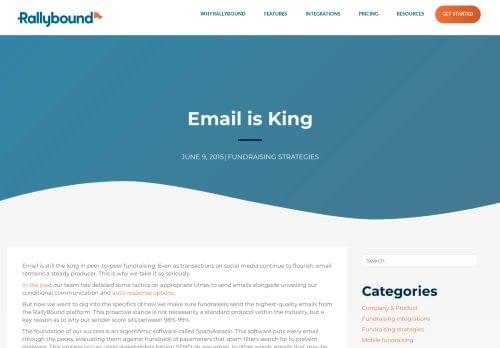 Rallybound
WHY RALLYBOUND
FEATURES
INTEGRATIONS
PRICING
RESOURCES
GET STARTED
Email is King
JUNE 9, 2015 | FUNDRAISING STRATEGIES
Email is still the king in peer-to-peer fundraising. Even as transactions on social media continue to flourish, email
remains a steady producer. This is why we take it so seriously.
In the past our team has detailed some tactics on appropriate times to send emails alongside unveiling our
conditional communication and auto response options.
But now we want to dig into the specifics of how we make sure fundraisers send the highest-quality emails from
the RallyBound platform. This proactive stance is not necessarily a standard protocol within the industry, but a
key reason as to why our sender score sits between 96%-99%.
The foundation of our success is an algorithmic software called SpamAssasin. This software puts every email
through the paces, evaluating them against hundreds of parameters that spam filters search for to prevent
Search
Categories
Company & Product
Fundraising integrations
Fundraising strategies
Mobile fundraising